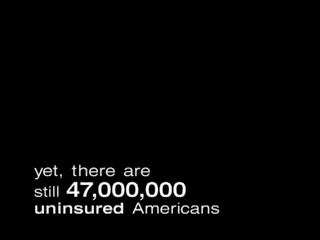 yet, there are
still 47,000,000
uninsured Americans